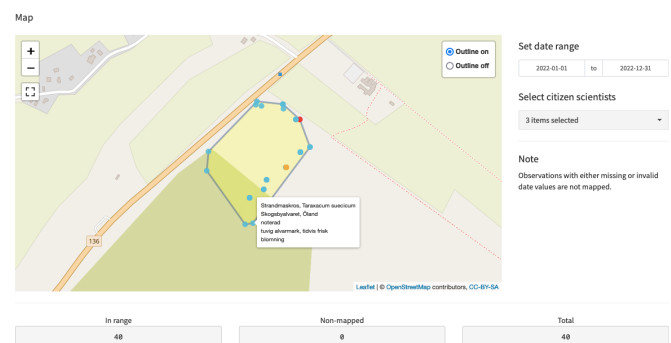 Map
+
−
Outline on
Outline off
136
Strandmaskros, Taraxacum suecicum
Skogsbyalvaret, Öland
noterad
tuvig alvarmark, tidvis frisk
blomning
Leaflet | © OpenStreetMap contributors, CC-BY-SA
Set date range
2022-01-01 to 2022-12-31
Select citizen scientists
3 items selected
Note
Observations with either missing or invalid
date values are not mapped.
In range Non-mapped Total
40 0 40